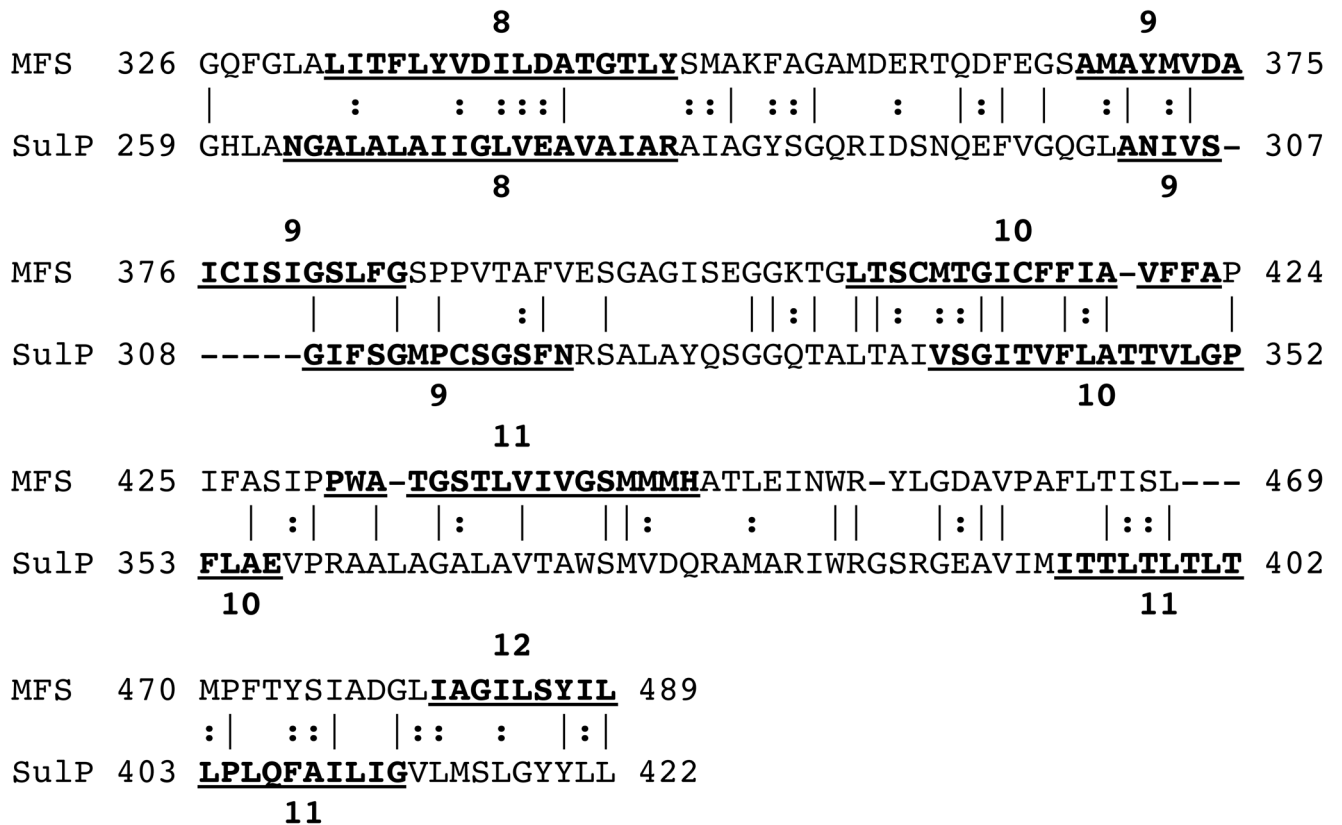 8 9
MFS 326 GQFGLALITFLYVDILDATGTLYSMAKFAGAMDERTQDFEGSAMAYMVDA 375
| : : :::| ::| ::| : |:| | :| :|
SulP 259 GHLANGALALAIIGLVEAVAIARAIAGYSGQRIDSNQEFVGQGLANIVS- 307
8 9
9 10
MFS 376 ICISIGSLFGSPPVTAFVESGAGISEGGKTGLTSCMTGICFFIA-VFFAP 424
| | | :| | ||:| ||: ::|| |:| |
SulP 308 -----GIFSGMPCSGSFNRSALAYQSGGQTALTAIVSGITVFLATTVLGP 352
9 10
11
MFS 425 IFASIPPWA-TGSTLVIVGSMMMHATLEINWR-YLGDAVPAFLTISL--- 469
| :| | |: | ||: : || |:|| |::|
SulP 353 FLAEVPRAALAGALAVTAWSMVDQRAMARIWRGSRGEAVIMITTLTLTLT 402
10 11
12
MFS 470 MPFTYSIADGLIAGILSYIL 489
:| ::| |:: : |:|
SulP 403 LPLQFAILIGVLMSLGYYLL 422
11